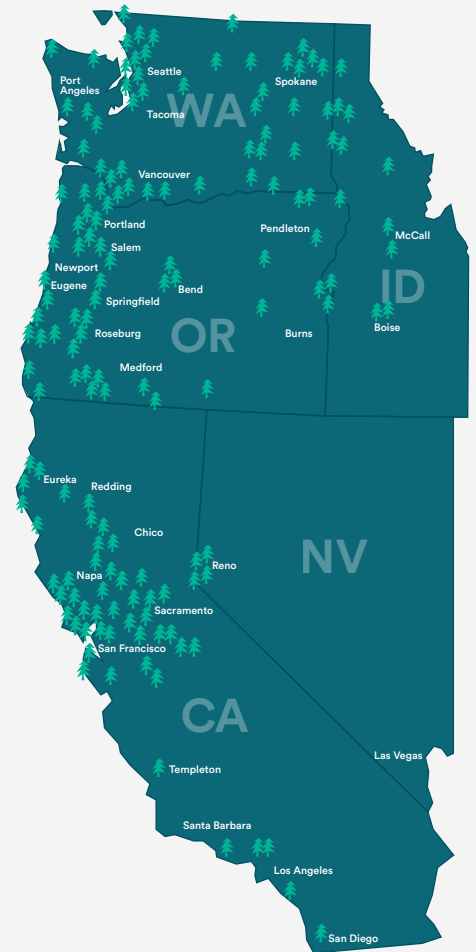 Seattle
Port
Angeles
Spokane
WA
Tacoma
Vancouver
Portland
Pendleton
McCall
Salem
Newport
Eugene
Bend
ID
Springfield
OR
Boise
Roseburg
Burns
Medford
Eureka
Redding
Chico
NV
Reno
Napa
Sacramento
San Francisco
CA
Las Vegas
Templeton
Santa Barbara
Los Angeles
San Diego